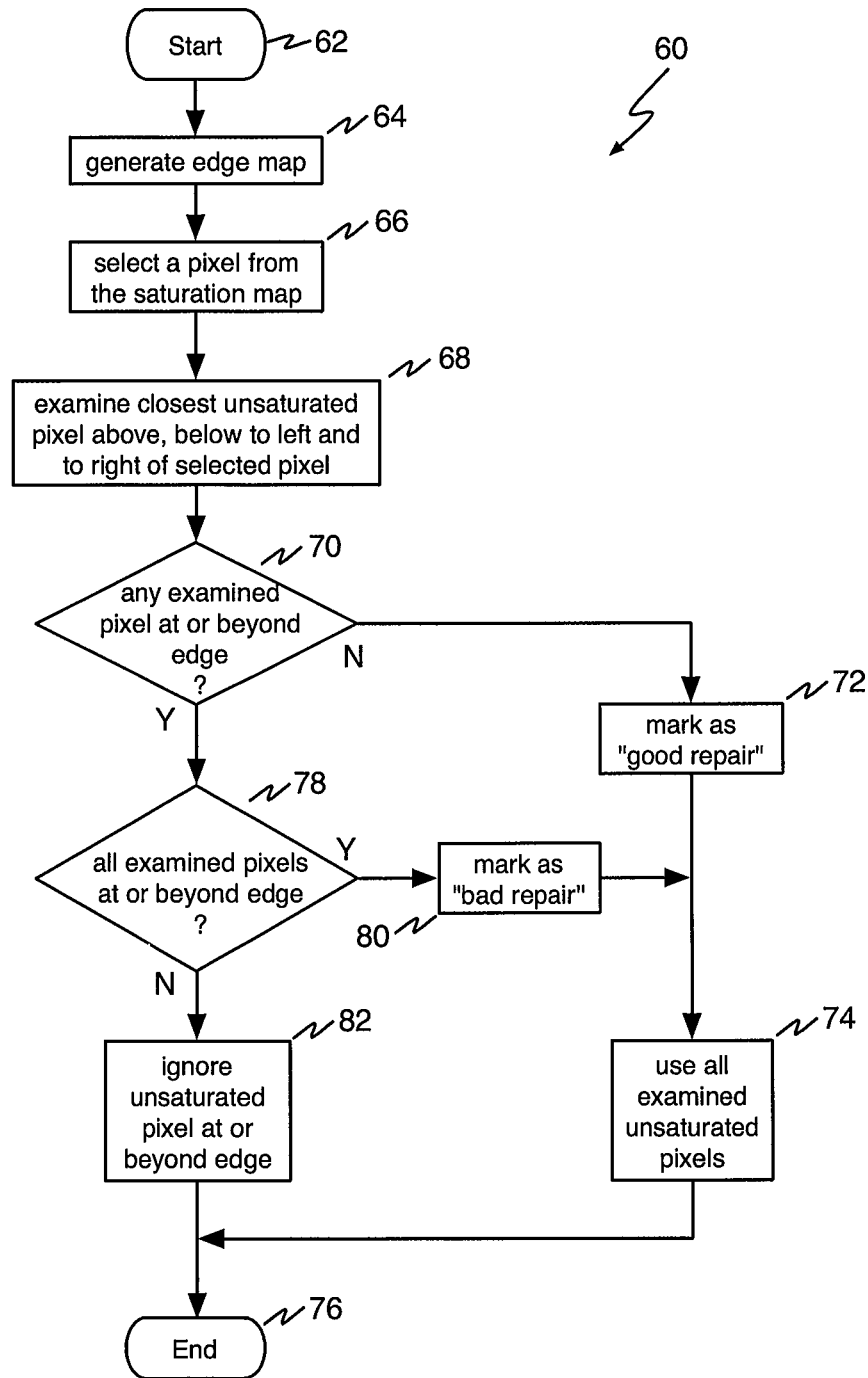 Start
62
60
64
generate edge map
66
select a pixel from
the saturation map
68
examine closest unsaturated
pixel above, below to left and
to right of selected pixel
70
any examined
pixel at or beyond
edge
?
N
Y
72
mark as
"good repair"
78
all examined pixels
at or beyond edge
?
Y
N
mark as
"bad repair"
80
82
ignore
unsaturated
pixel at or
beyond edge
74
use all
examined
unsaturated
pixels
76
End